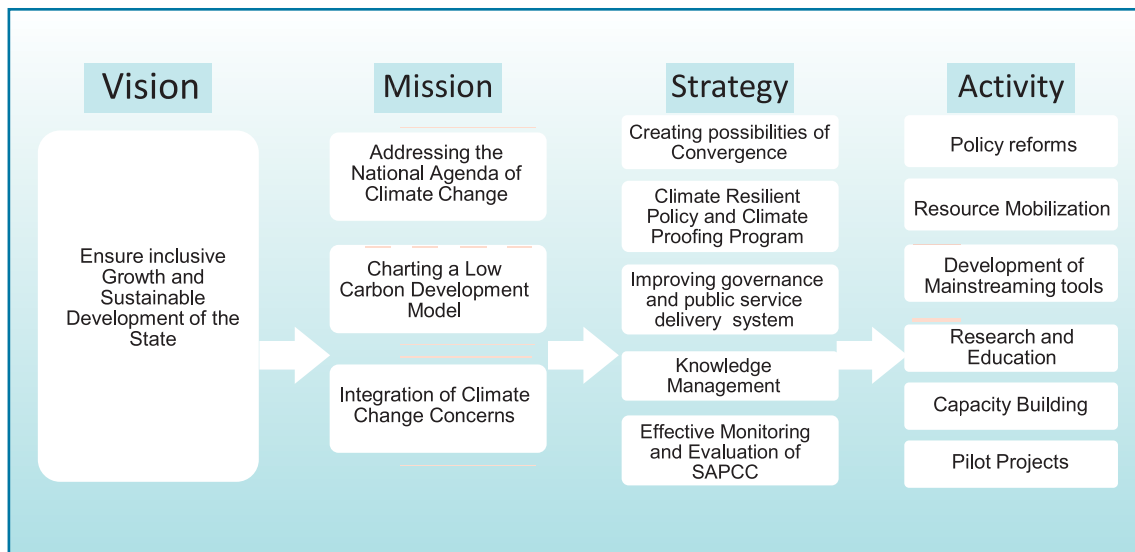 Vision
Ensure inclusive
Growth and
Sustainable
Development of the
State
Mission
Addressing the
National Agenda of
Climate Change
Charting a Low
Carbon Development
Model
Integration of Climate
Change Concerns
Strategy
Creating possibilities of
Convergence
Climate Resilient
Policy and Climate
Proofing Program
Improving governance
and public service
delivery system
Knowledge
Management
Effective Monitoring
and Evaluation of
SAPCC
Activity
Policy reforms
Resource Mobilization
Development of
Mainstreaming tools
Research and
Education
Capacity Building
Pilot Projects